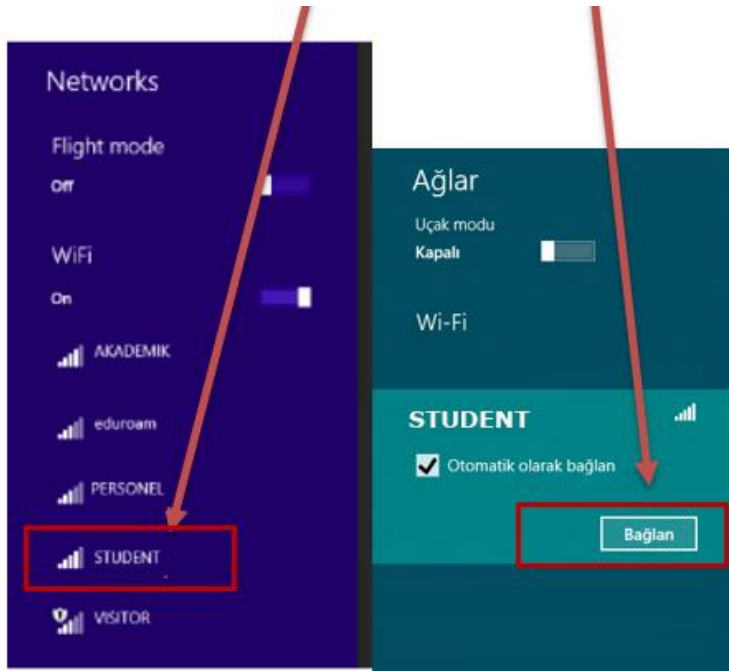 Networks
Flight mode
Off
WiFi
On
AKADEMIK
eduroam
PERSONEL
STUDENT
VISITOR
Ağlar
Uçak modu
Kapalı
Wi-Fi
STUDENT
Otomatik olarak bağlan
Bağlan